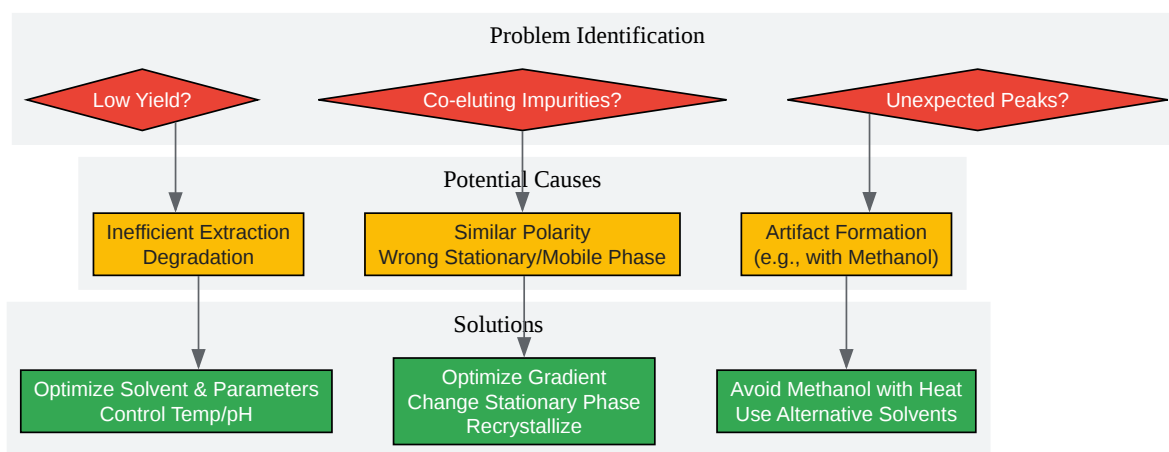 Problem Identification
Low Yield?
Co-eluting Impurities?
Unexpected Peaks?
Potential Causes
Inefficient Extraction
Degradation
Similar Polarity
Wrong Stationary/Mobile Phase
Artifact Formation
(e.g., with Methanol)
Solutions
Optimize Solvent & Parameters
Control Temp/pH
Optimize Gradient
Change Stationary Phase
Recrystallize
Avoid Methanol with Heat
Use Alternative Solvents